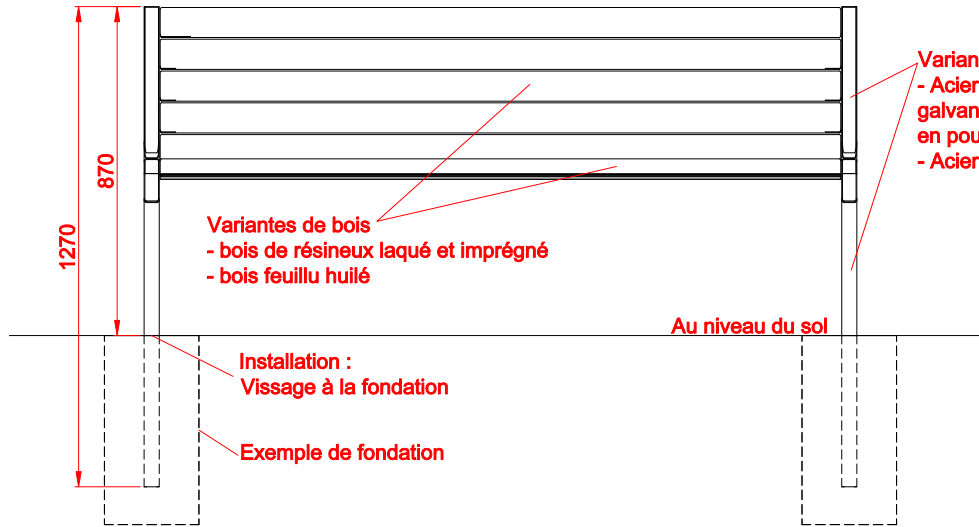 Varian
- Acier
galvan
en pou
- Acier
870
1270
Variantes de bois
- bois de résineux laqué et imprégné
- bois feuillu huilé
Au niveau du sol
Installation :
Vissage à la fondation
Exemple de fondation